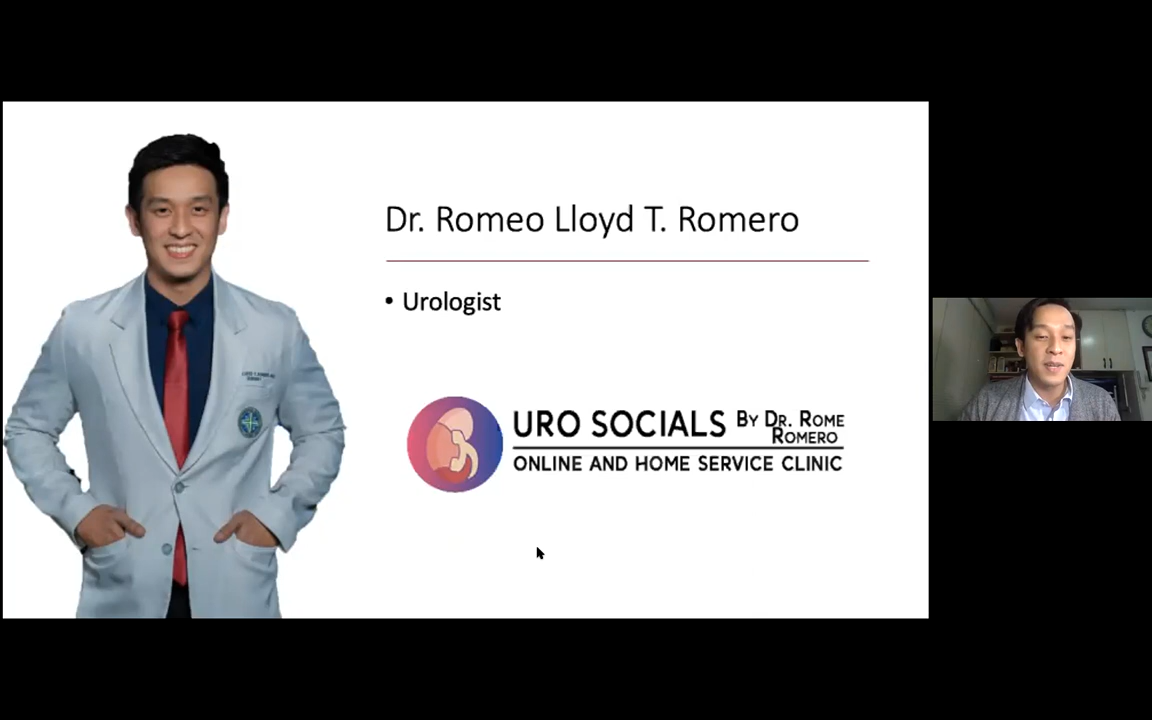 Dr. Romeo Lloyd T. Romero
• Urologist
URO SOCIALS BY DR. ROME
ROMERO
ONLINE AND HOME SERVICE CLINIC